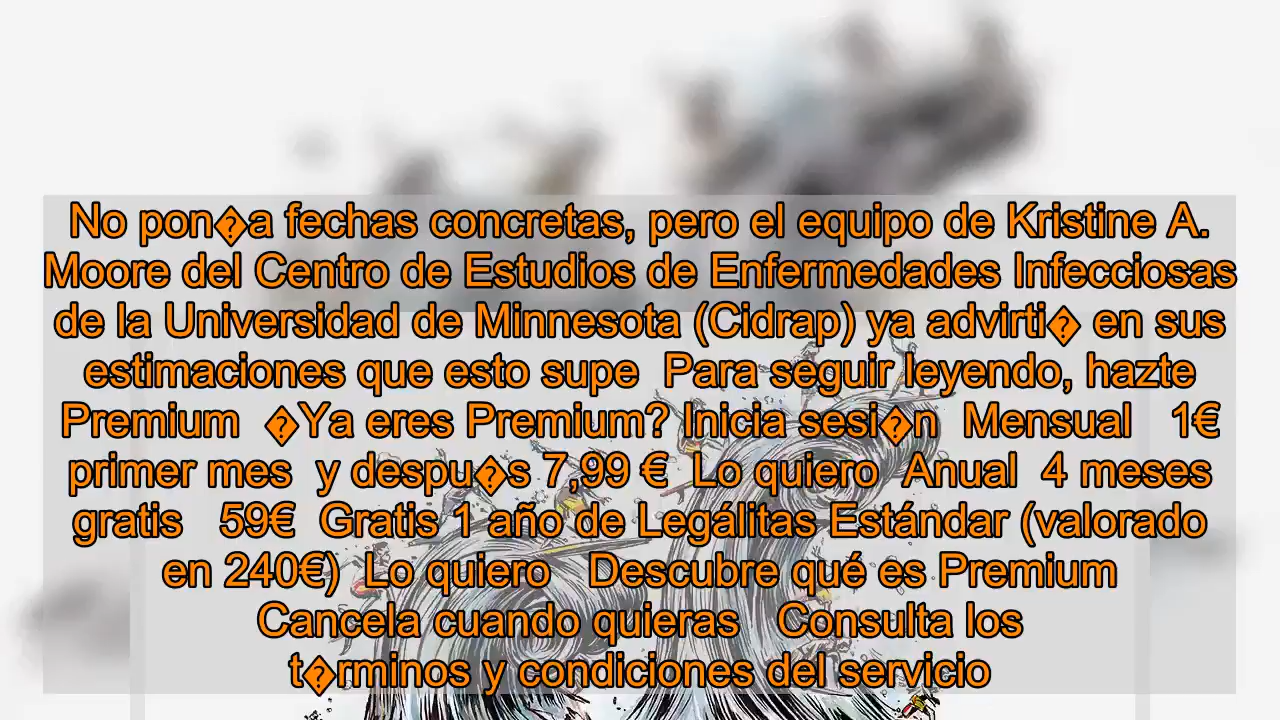 No pon�a fechas concretas, pero el equipo de Kristine A.
Moore del Centro de Estudios de Enfermedades Infecciosas
de la Universidad de Minnesota (Cidrap) ya advirti� en sus
estimaciones que esto supe Para seguir leyendo, hazte
Premium �Ya eres Premium? Inicia sesi�n Mensual 1€
primer mes y despu�s 7,99 € Lo quiero Anual 4 meses
gratis 59€ Gratis 1 año de Legálitas Estándar (valorado
en 240€) Lo quiero Descubre qué es Premium
Cancela cuando quieras Consulta los
t�rminos y condiciones del servicio